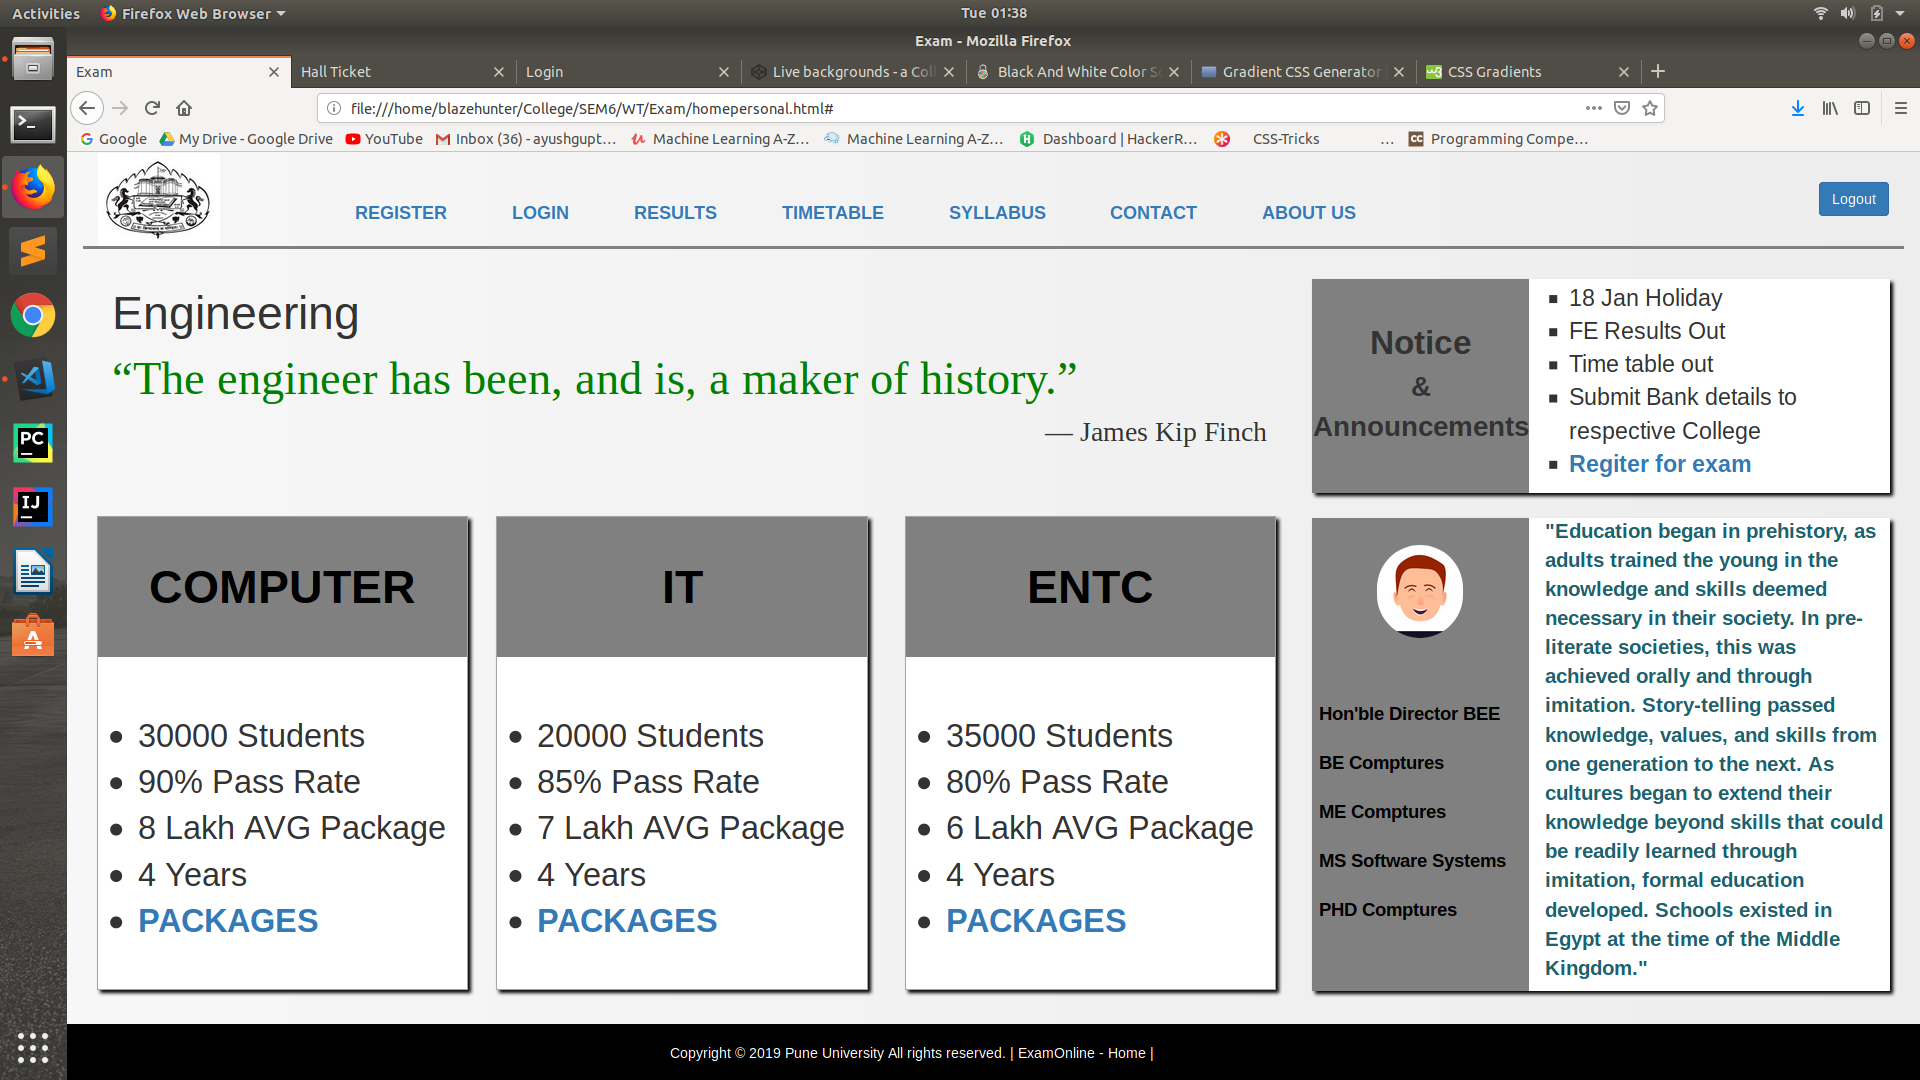 Activities
Firefox Web Browser
Tue 01:38
Exam - Mozilla Firefox
Exam
Hall Ticket
Login
Live backgrounds - a Col
Black And White Color S
Gradient CSS Generator
CSS Gradients
file:///home/blazehunter/College/SEM6/WT/Exam/homepersonal.html#
Google
My Drive - Google Drive
YouTube
Inbox (36) - ayushgupt…
Machine Learning A-Z…
Machine Learning A-Z…
Dashboard | HackerR…
CSS-Tricks
…
Programming Compe…
REGISTER
LOGIN
RESULTS
TIMETABLE
SYLLABUS
CONTACT
ABOUT US
Logout
Engineering
“The engineer has been, and is, a maker of history.”
— James Kip Finch
Notice
&
Announcements
18 Jan Holiday
FE Results Out
Time table out
Submit Bank details to
respective College
Regiter for exam
COMPUTER
30000 Students
90% Pass Rate
8 Lakh AVG Package
4 Years
PACKAGES
IT
20000 Students
85% Pass Rate
7 Lakh AVG Package
4 Years
PACKAGES
ENTC
35000 Students
80% Pass Rate
6 Lakh AVG Package
4 Years
PACKAGES
Hon'ble Director BEE
BE Comptures
ME Comptures
MS Software Systems
PHD Comptures
"Education began in prehistory, as
adults trained the young in the
knowledge and skills deemed
necessary in their society. In pre-
literate societies, this was
achieved orally and through
imitation. Story-telling passed
knowledge, values, and skills from
one generation to the next. As
cultures began to extend their
knowledge beyond skills that could
be readily learned through
imitation, formal education
developed. Schools existed in
Egypt at the time of the Middle
Kingdom."
PC
IJ
Copyright © 2019 Pune University All rights reserved. | ExamOnline - Home |